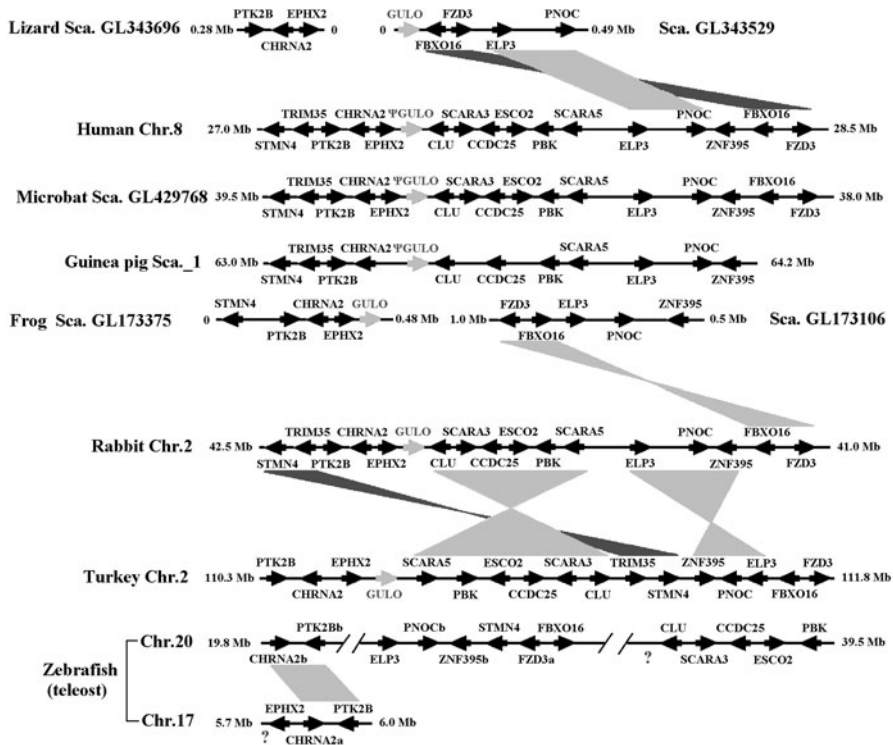 PTK2B EPHX2 GULO FZD3 PNOC
Lizard Sca. GL343696 0.28 Mb 0 0 0.49 Mb Sca. GL343529
CHRNA2 FBXO16 ELP3
TRIM35 CHRNA2 ΨGULO SCARA3 ESCO2 SCARA5 PNOC FBXO16
Human Chr.8 27.0 Mb 28.5 Mb
STMN4 PTK2B EPHX2 CLU CCDC25 PBK ELP3 ZNF395 FZD3
TRIM35 CHRNA2 ΨGULO SCARA3 ESCO2 SCARA5 PNOC FBXO16
Microbat Sca. GL429768 39.5 Mb 38.0 Mb
STMN4 PTK2B EPHX2 CLU CCDC25 PBK ELP3 ZNF395 FZD3
TRIM35 CHRNA2 ΨGULO SCARA5 PNOC
Guinea pig Sca._1 63.0 Mb 64.2 Mb
STMN4 PTK2B CLU CCDC25 PBK ELP3 ZNF395
STMN4 CHRNA2 GULO FZD3 ELP3 ZNF395
Frog Sca. GL173375 0 0.48 Mb 1.0 Mb 0.5 Mb Sca. GL173106
PTK2B EPHX2 FBXO16 PNOC
TRIM35 CHRNA2 GULO SCARA3 ESCO2 SCARA5 PNOC FBXO16
Rabbit Chr.2 42.5 Mb 41.0 Mb
STMN4 PTK2B EPHX2 CLU CCDC25 PBK ELP3 ZNF395 FZD3
PTK2B EPHX2 SCARA5 ESCO2 SCARA3 TRIM35 ZNF395 ELP3 FZD3
Turkey Chr.2 110.3 Mb 111.8 Mb
CHRNA2 GULO PBK CCDC25 CLU STMN4 PNOC FBXO16
PTK2Bb PNOCb STMN4 FBXO16 CLU CCDC25 PBK
Chr.20 19.8 Mb 39.5 Mb
CHRNA2b ELP3 ZNF395b FZD3a ? SCARA3 ESCO2
Zebrafish
(teleost)
EPHX2 PTK2B
Chr.17 5.7 Mb 6.0 Mb
? CHRNA2a